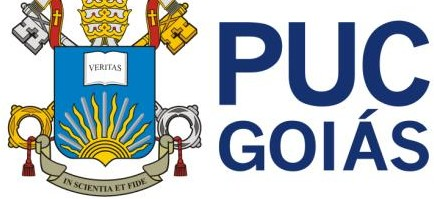 VERITAS
IN SCIENTIA ET FIDE
PUC
GOIÁS